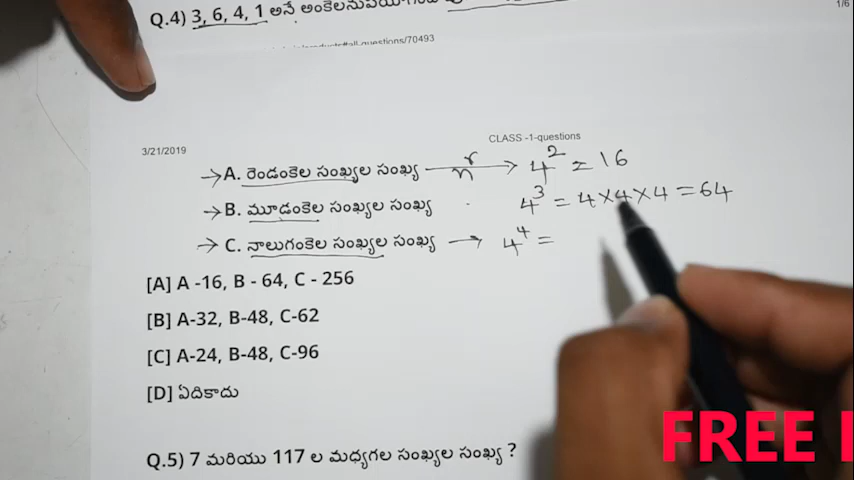 Q.4) 3, 6, 4, 1 అనే
1/6
questions/70493
3/21/2019
CLASS -1-questions
A. రెండంకెల సంఖ్యల సంఖ్య n r → 4² = 16
B. మూడంకెల సంఖ్యల సంఖ్య 4³ = 4×4×4 = 64
C. నాలుగంకెల సంఖ్యల సంఖ్య → 4⁴ =
[A] A -16, B - 64, C - 256
[B] A-32, B-48, C-62
[C] A-24, B-48, C-96
[D] ఏదికాదు
Q.5) 7 మరియు 117 ల మధ్యగల సంఖ్యల సంఖ్య ?
FREE